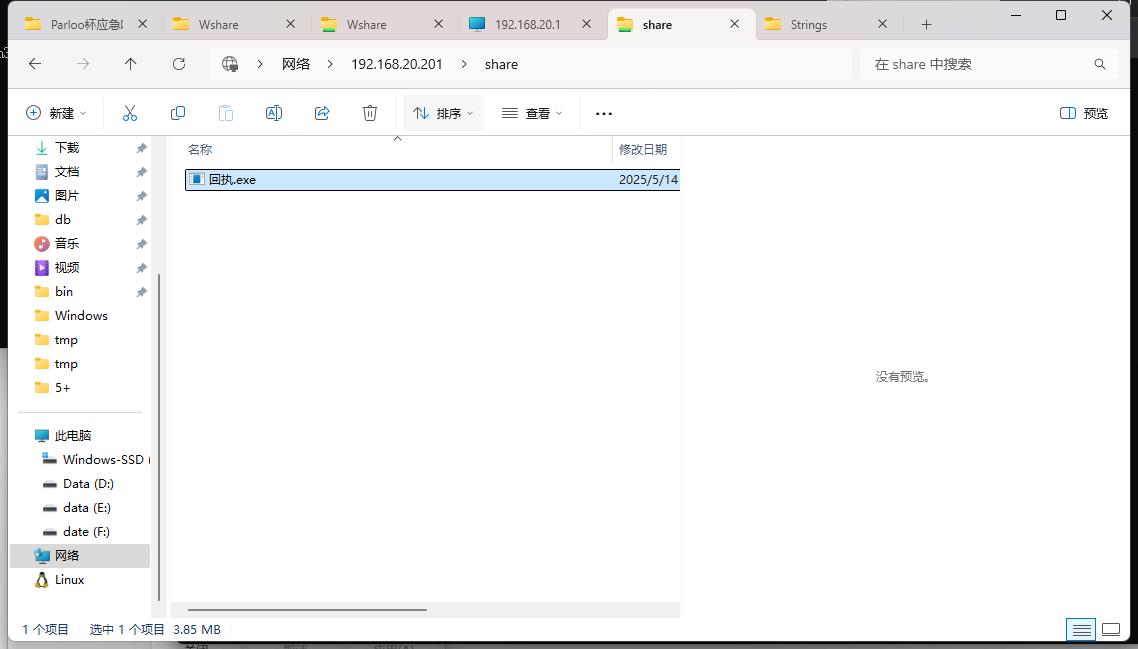 Parloo杯应急
Wshare
Wshare
192.168.20.1
share
Strings
网络
192.168.20.201
share
在 share 中搜索
新建
排序
查看
预览
下载
文档
图片
db
音乐
视频
bin
Windows
tmp
tmp
5+
此电脑
Windows-SSD (
Data (D:)
data (E:)
date (F:)
网络
Linux
名称
修改日期
回执.exe
2025/5/14
没有预览。
1 个项目
选中 1 个项目
3.85 MB